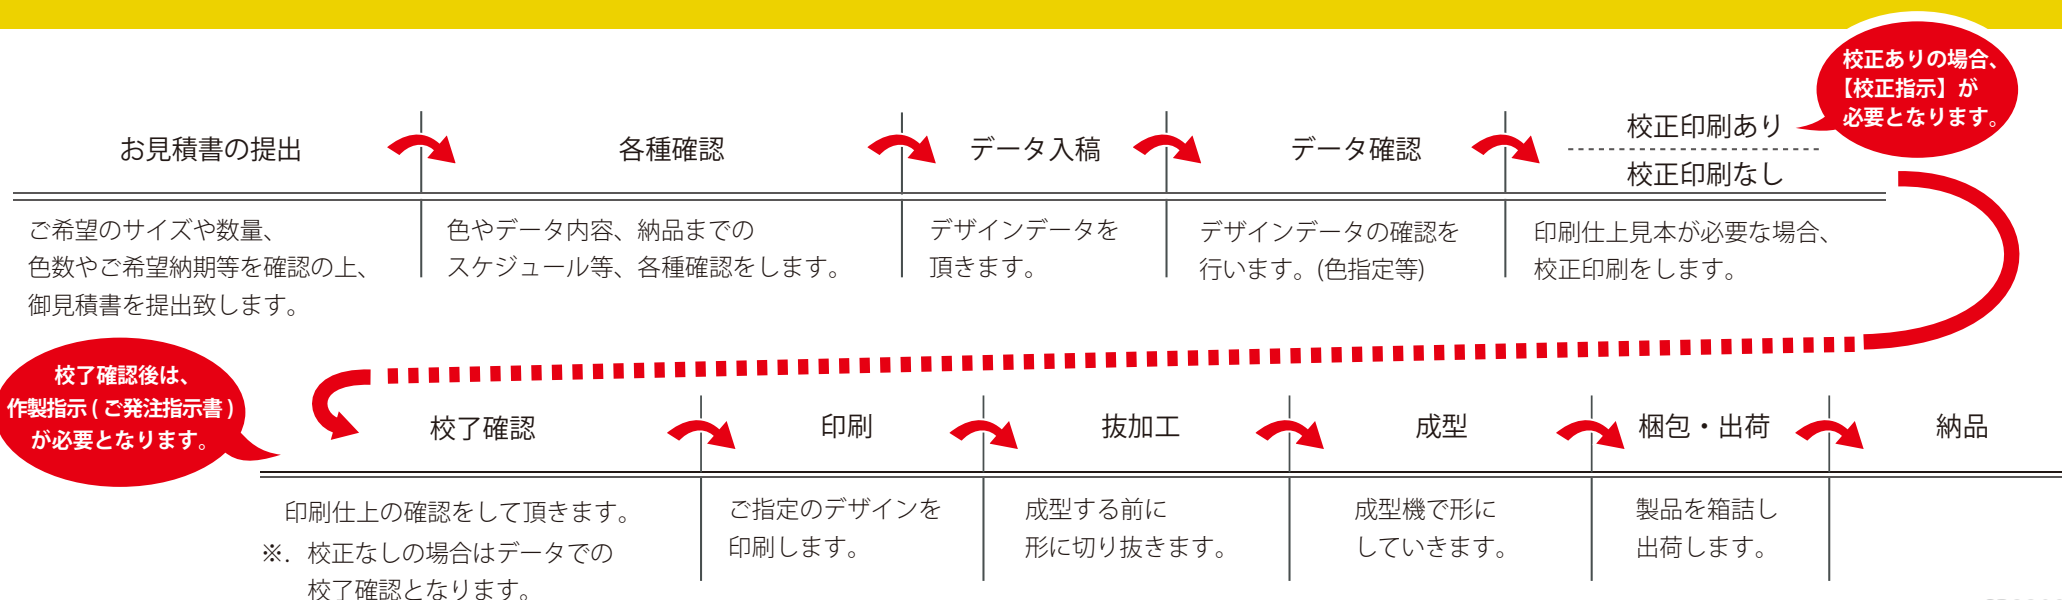 校正ありの場合、
【校正指示】が
必要となります。
お見積書の提出
各種確認
データ入稿
データ確認
校正印刷あり
校正印刷なし
ご希望のサイズや数量、
色数やご希望納期等を確認の上、
御見積書を提出致します。
色やデータ内容、納品までの
スケジュール等、各種確認をします。
デザインデータを
頂きます。
デザインデータの確認を
行います。(色指定等)
印刷仕上見本が必要な場合、
校正印刷をします。
校了確認後は、
作製指示 ( ご発注指示書 )
が必要となります。
校了確認
印刷
抜加工
成型
梱包・出荷
納品
印刷仕上の確認をして頂きます。
※. 校正なしの場合はデータでの
校了確認となります。
ご指定のデザインを
印刷します。
成型する前に
形に切り抜きます。
成型機で形に
していきます。
製品を箱詰し
出荷します。